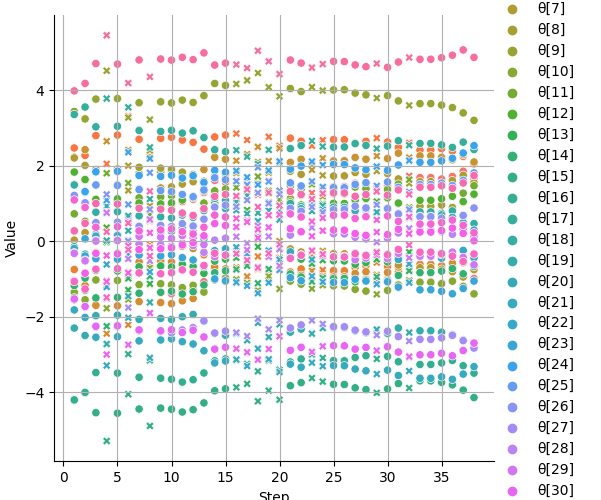 Value
4
2
0
−2
−4
0
5
10
15
20
25
30
35
Step
θ[7]
θ[8]
θ[9]
θ[10]
θ[11]
θ[12]
θ[13]
θ[14]
θ[15]
θ[16]
θ[17]
θ[18]
θ[19]
θ[20]
θ[21]
θ[22]
θ[23]
θ[24]
θ[25]
θ[26]
θ[27]
θ[28]
θ[29]
θ[30]